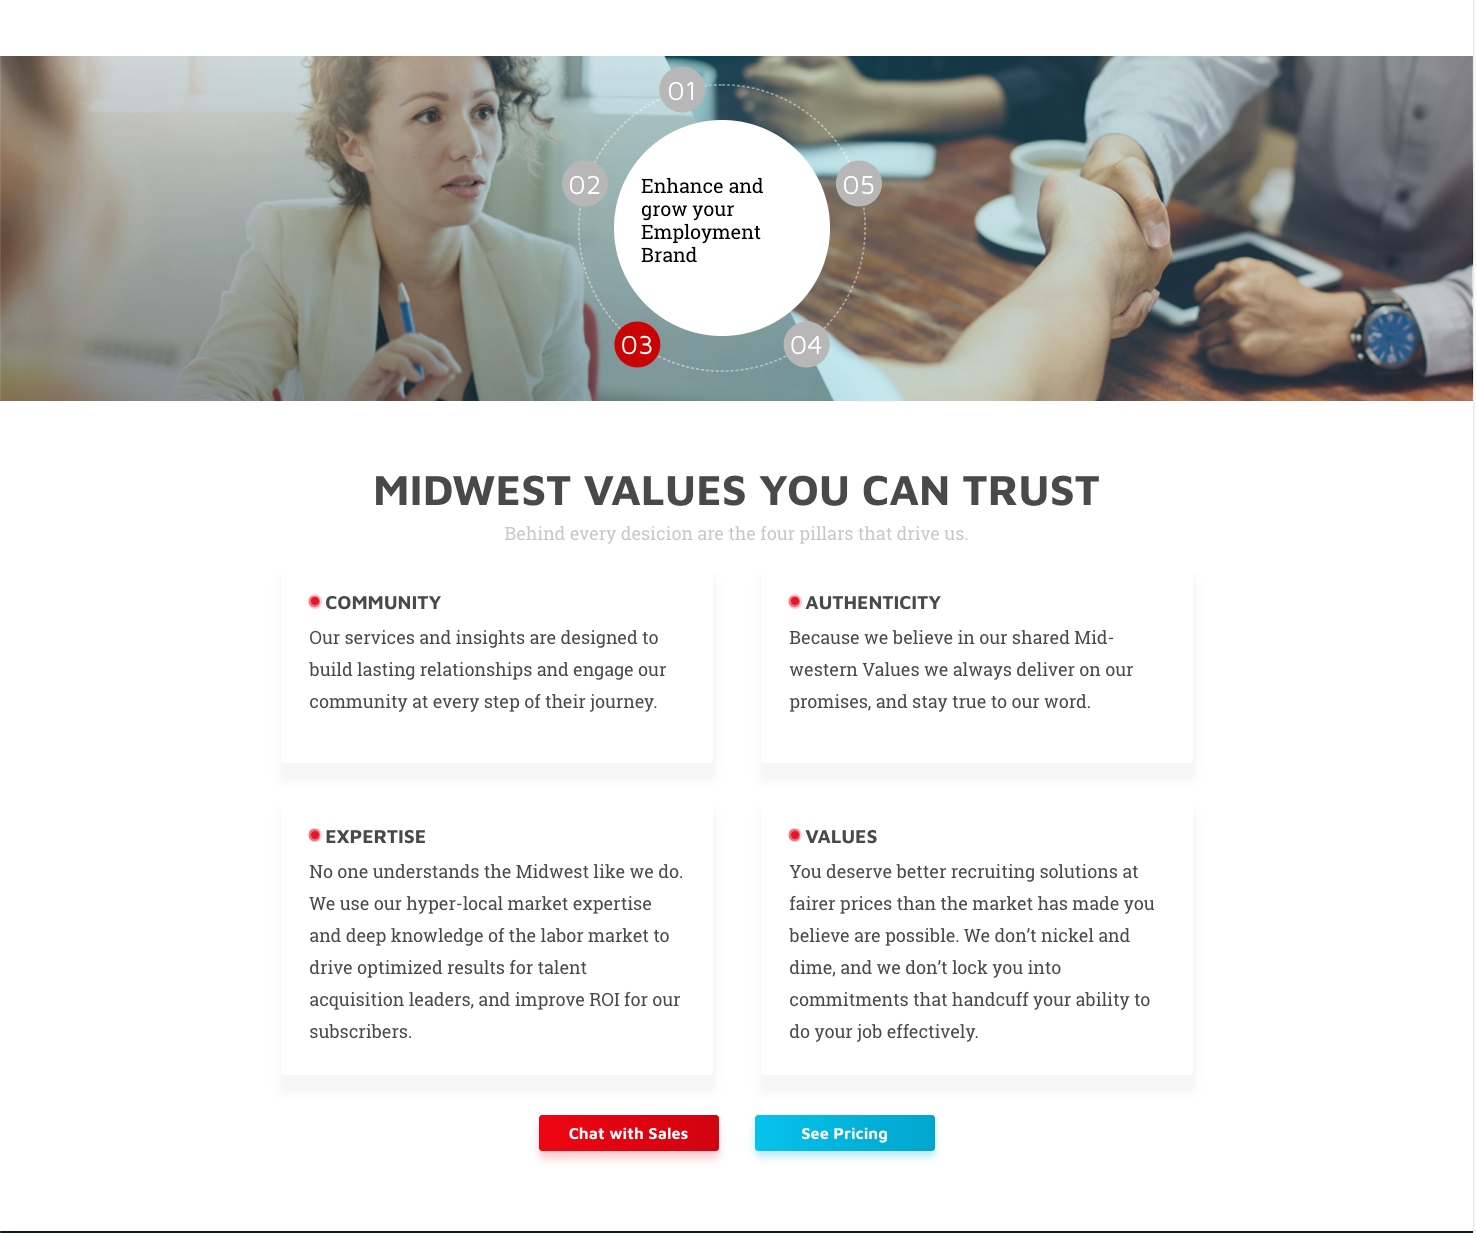 01
02
05
Enhance and
grow your
Employment
Brand
03
04
MIDWEST VALUES YOU CAN TRUST
Behind every desicion are the four pillars that drive us.
COMMUNITY
Our services and insights are designed to
build lasting relationships and engage our
community at every step of their journey.
AUTHENTICITY
Because we believe in our shared Mid-
western Values we always deliver on our
promises, and stay true to our word.
EXPERTISE
No one understands the Midwest like we do.
We use our hyper-local market expertise
and deep knowledge of the labor market to
drive optimized results for talent
acquisition leaders, and improve ROI for our
subscribers.
VALUES
You deserve better recruiting solutions at
fairer prices than the market has made you
believe are possible. We don’t nickel and
dime, and we don’t lock you into
commitments that handcuff your ability to
do your job effectively.
Chat with Sales
See Pricing